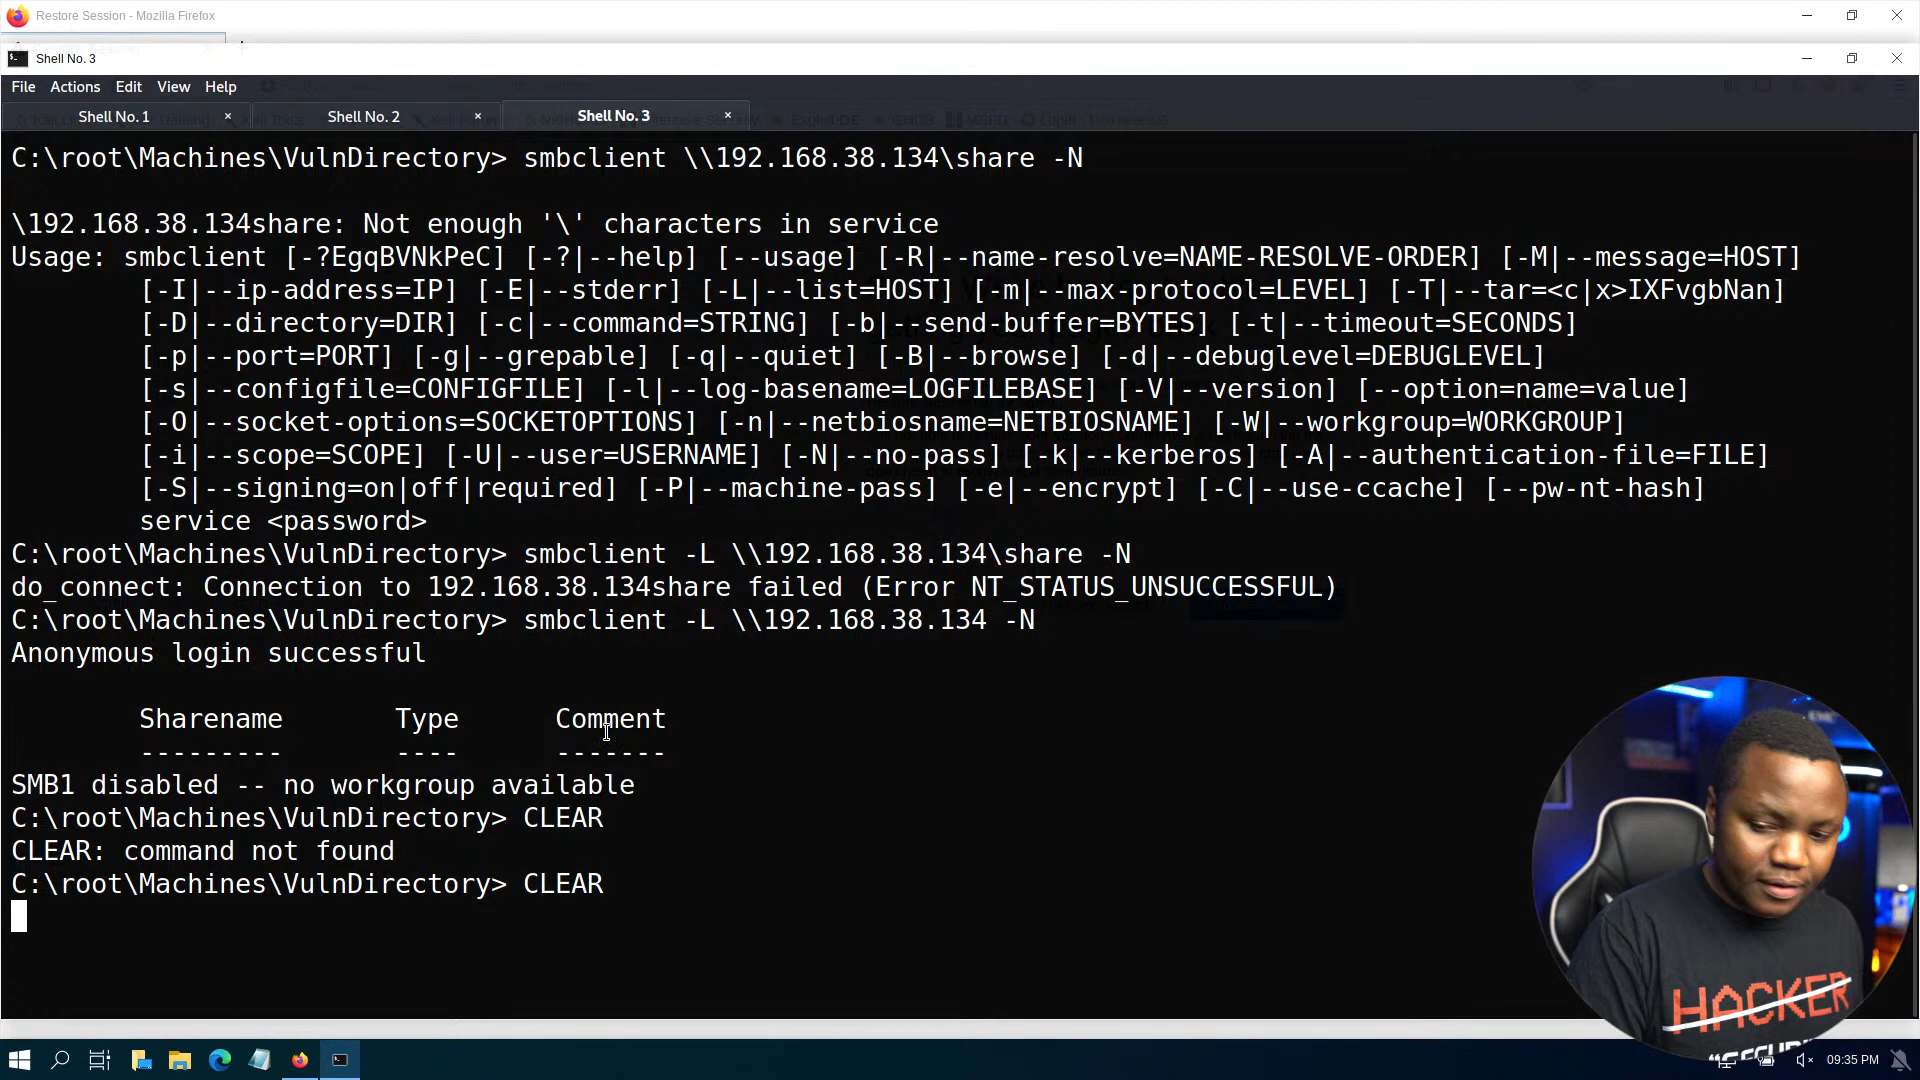 Restore Session - Mozilla Firefox
Shell No. 3
File Actions Edit View Help
Shell No. 1 Shell No. 2 Shell No. 3
C:\root\Machines\VulnDirectory> smbclient \\192.168.38.134\share -N
\192.168.38.134share: Not enough '\' characters in service
Usage: smbclient [-?EgqBVNkPeC] [-?|--help] [--usage] [-R|--name-resolve=NAME-RESOLVE-ORDER] [-M|--message=HOST]
[-I|--ip-address=IP] [-E|--stderr] [-L|--list=HOST] [-m|--max-protocol=LEVEL] [-T|--tar=<c|x>IXFvgbNan]
[-D|--directory=DIR] [-c|--command=STRING] [-b|--send-buffer=BYTES] [-t|--timeout=SECONDS]
[-p|--port=PORT] [-g|--grepable] [-q|--quiet] [-B|--browse] [-d|--debuglevel=DEBUGLEVEL]
[-s|--configfile=CONFIGFILE] [-l|--log-basename=LOGFILEBASE] [-V|--version] [--option=name=value]
[-O|--socket-options=SOCKETOPTIONS] [-n|--netbiosname=NETBIOSNAME] [-W|--workgroup=WORKGROUP]
[-i|--scope=SCOPE] [-U|--user=USERNAME] [-N|--no-pass] [-k|--kerberos] [-A|--authentication-file=FILE]
[-S|--signing=on|off|required] [-P|--machine-pass] [-e|--encrypt] [-C|--use-ccache] [--pw-nt-hash]
service <password>
C:\root\Machines\VulnDirectory> smbclient -L \\192.168.38.134\share -N
do_connect: Connection to 192.168.38.134share failed (Error NT_STATUS_UNSUCCESSFUL)
C:\root\Machines\VulnDirectory> smbclient -L \\192.168.38.134 -N
Anonymous login successful
Sharename Type Comment
--------- ---- -------
SMB1 disabled -- no workgroup available
C:\root\Machines\VulnDirectory> CLEAR
CLEAR: command not found
C:\root\Machines\VulnDirectory> CLEAR
HACKER
09:35 PM